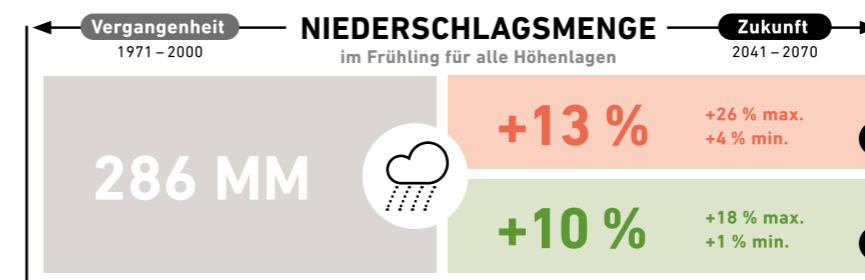 Vergangenheit
1971 – 2000
NIEDERSCHLAGSMENGE
im Frühling für alle Höhenlagen
Zukunft
2041 – 2070
286 MM
+13 %
+26 % max.
+4 % min.
+10 %
+18 % max.
+1 % min.